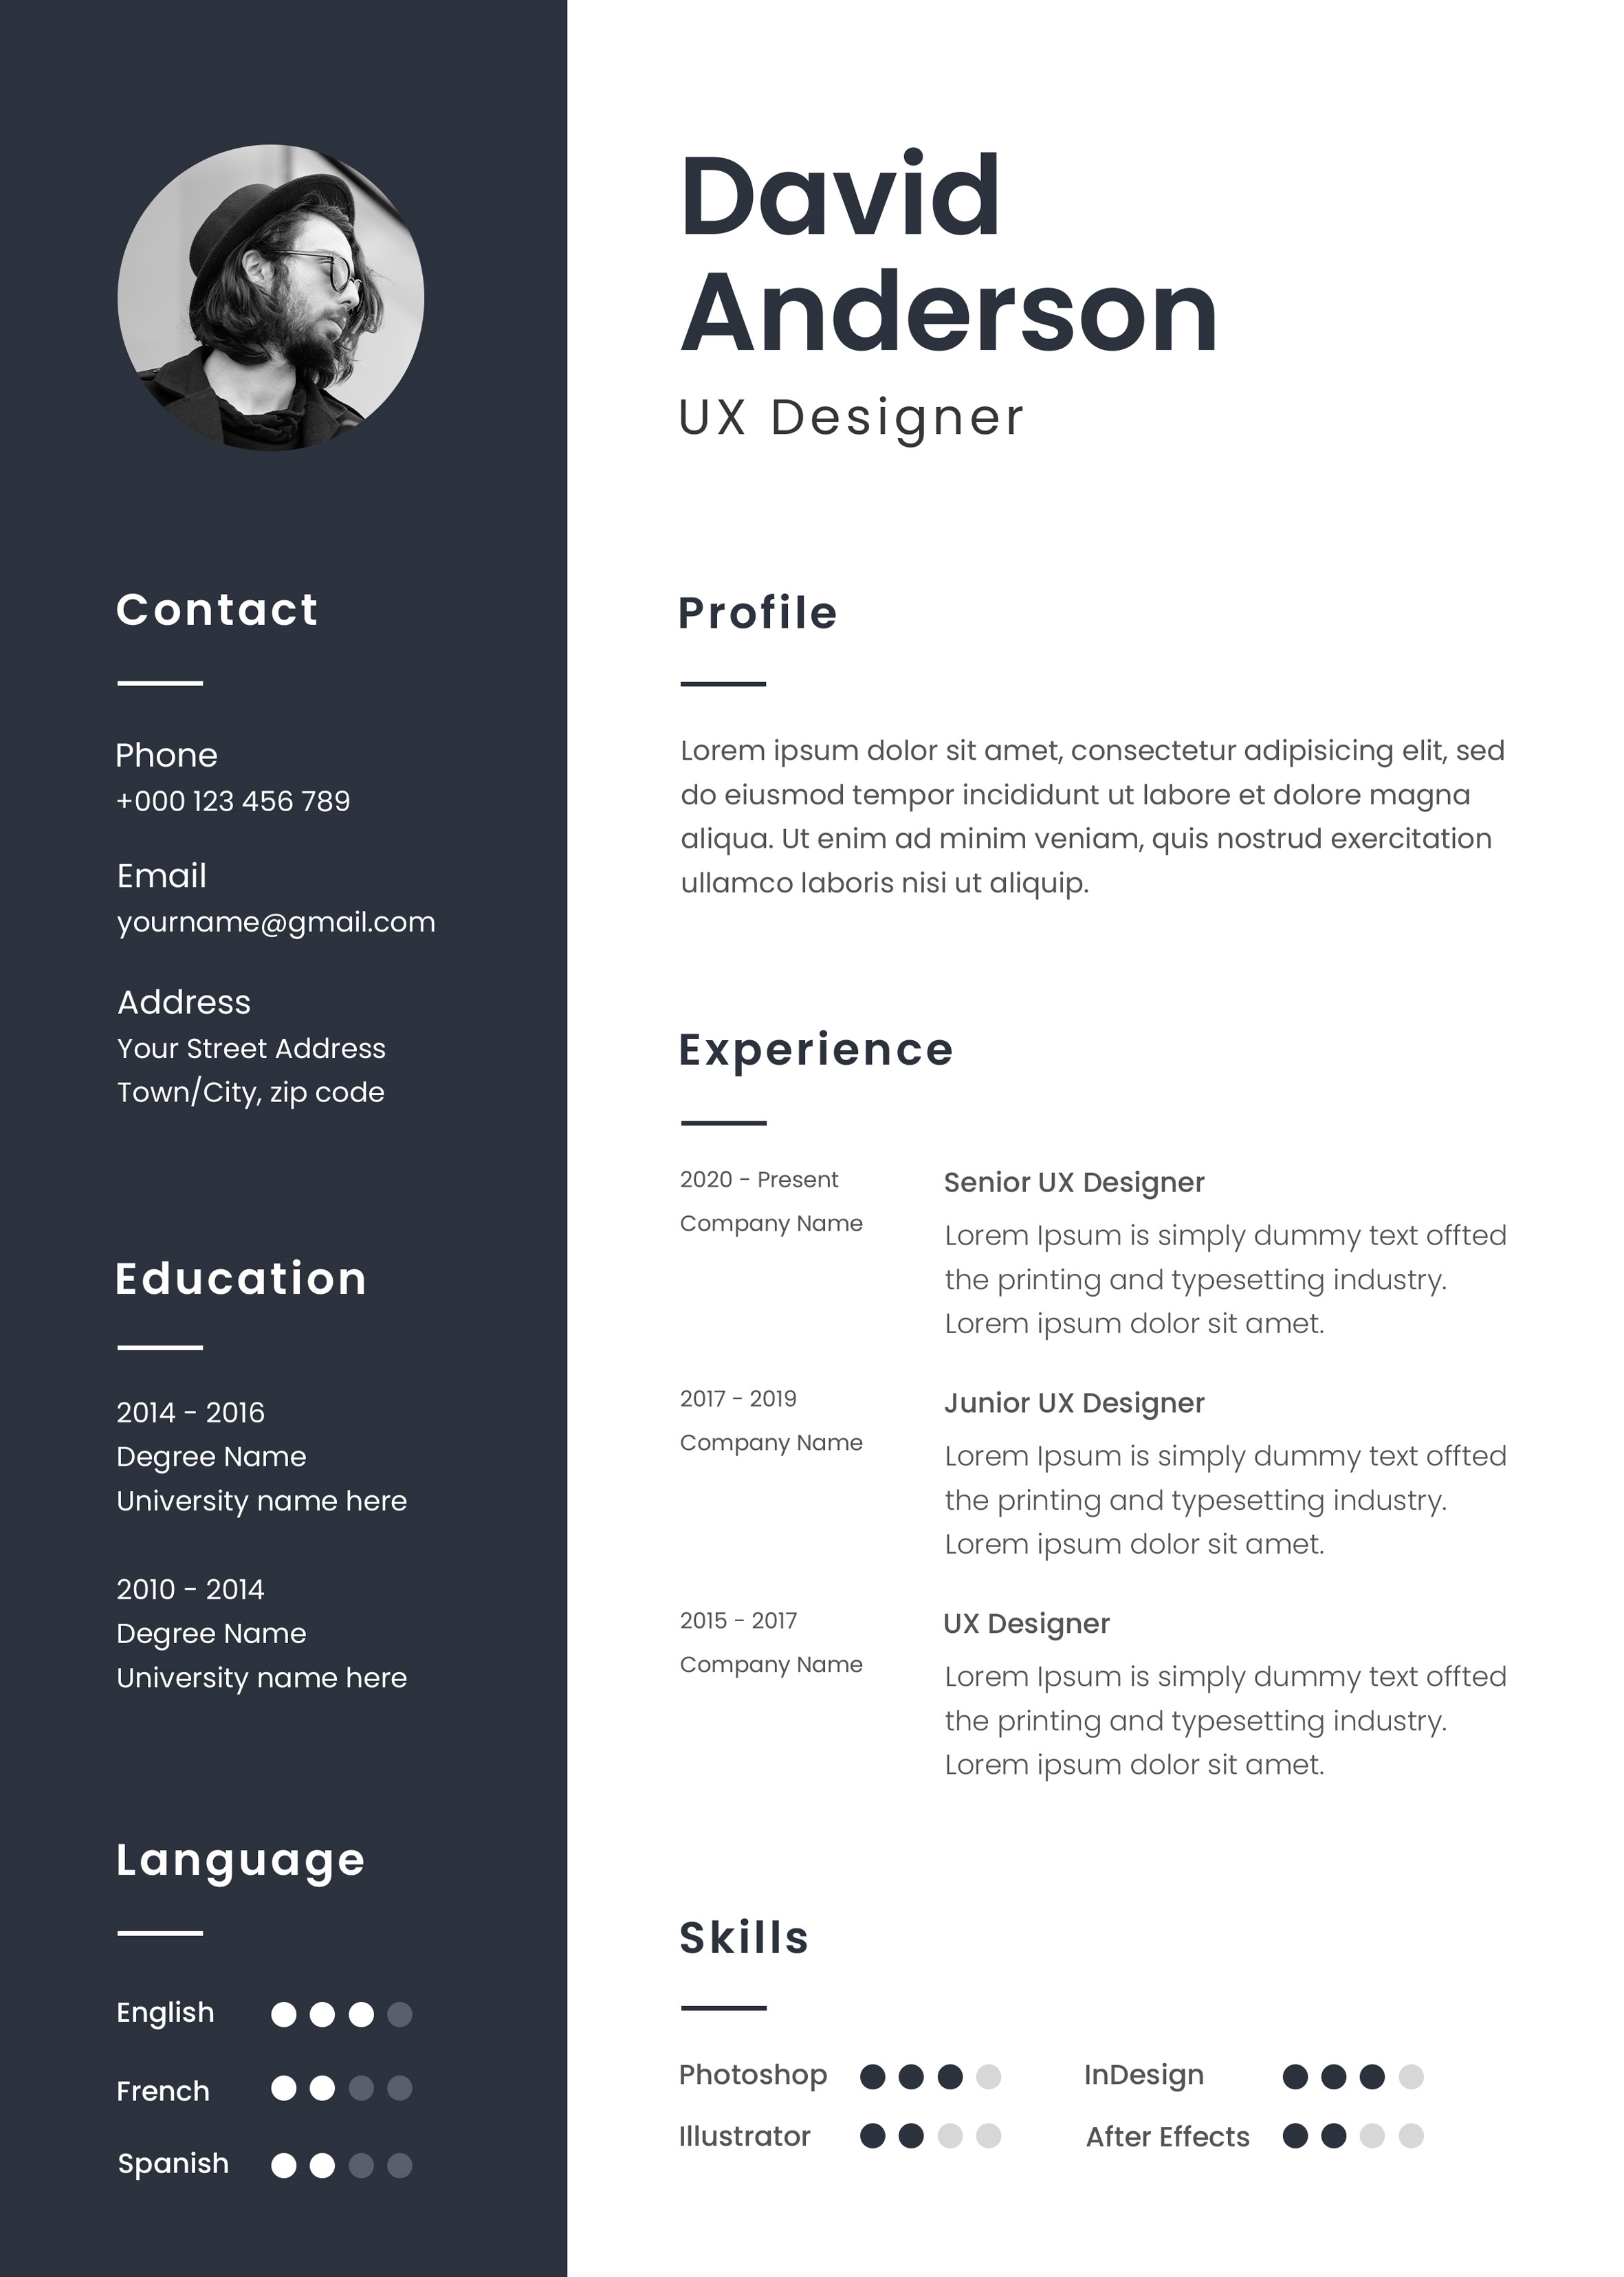 David
Anderson
UX Designer
Contact
Phone
+000 123 456 789
Email
yourname@gmail.com
Address
Your Street Address
Town/City, zip code
Education
2014 - 2016
Degree Name
University name here
2010 - 2014
Degree Name
University name here
Language
English
French
Spanish
Profile
Lorem ipsum dolor sit amet, consectetur adipisicing elit, sed
do eiusmod tempor incididunt ut labore et dolore magna
aliqua. Ut enim ad minim veniam, quis nostrud exercitation
ullamco laboris nisi ut aliquip.
Experience
2020 - Present
Company Name
Senior UX Designer
Lorem Ipsum is simply dummy text offted
the printing and typesetting industry.
Lorem ipsum dolor sit amet.
2017 - 2019
Company Name
Junior UX Designer
Lorem Ipsum is simply dummy text offted
the printing and typesetting industry.
Lorem ipsum dolor sit amet.
2015 - 2017
Company Name
UX Designer
Lorem Ipsum is simply dummy text offted
the printing and typesetting industry.
Lorem ipsum dolor sit amet.
Skills
Photoshop
InDesign
Illustrator
After Effects